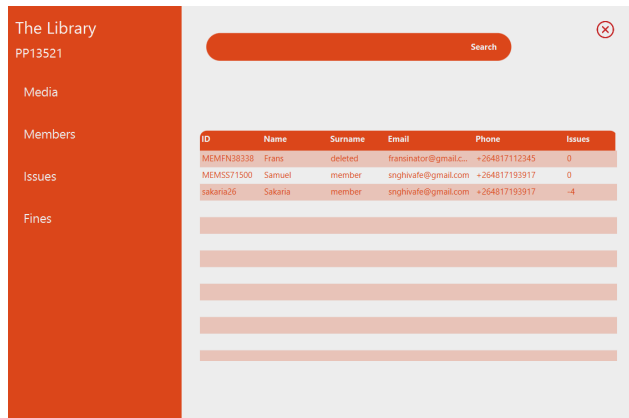 The Library
PP13521
Search
Media
Members
Issues
Fines
ID Name Surname Email Phone Issues
MEMFN38338 Frans deleted fransinator@gmail.c... +264817112345 0
MEMSS71500 Samuel member snghivafe@gmail.com +264817193917 0
sakaria26 Sakaria member snghivafe@gmail.com +264817193917 -4